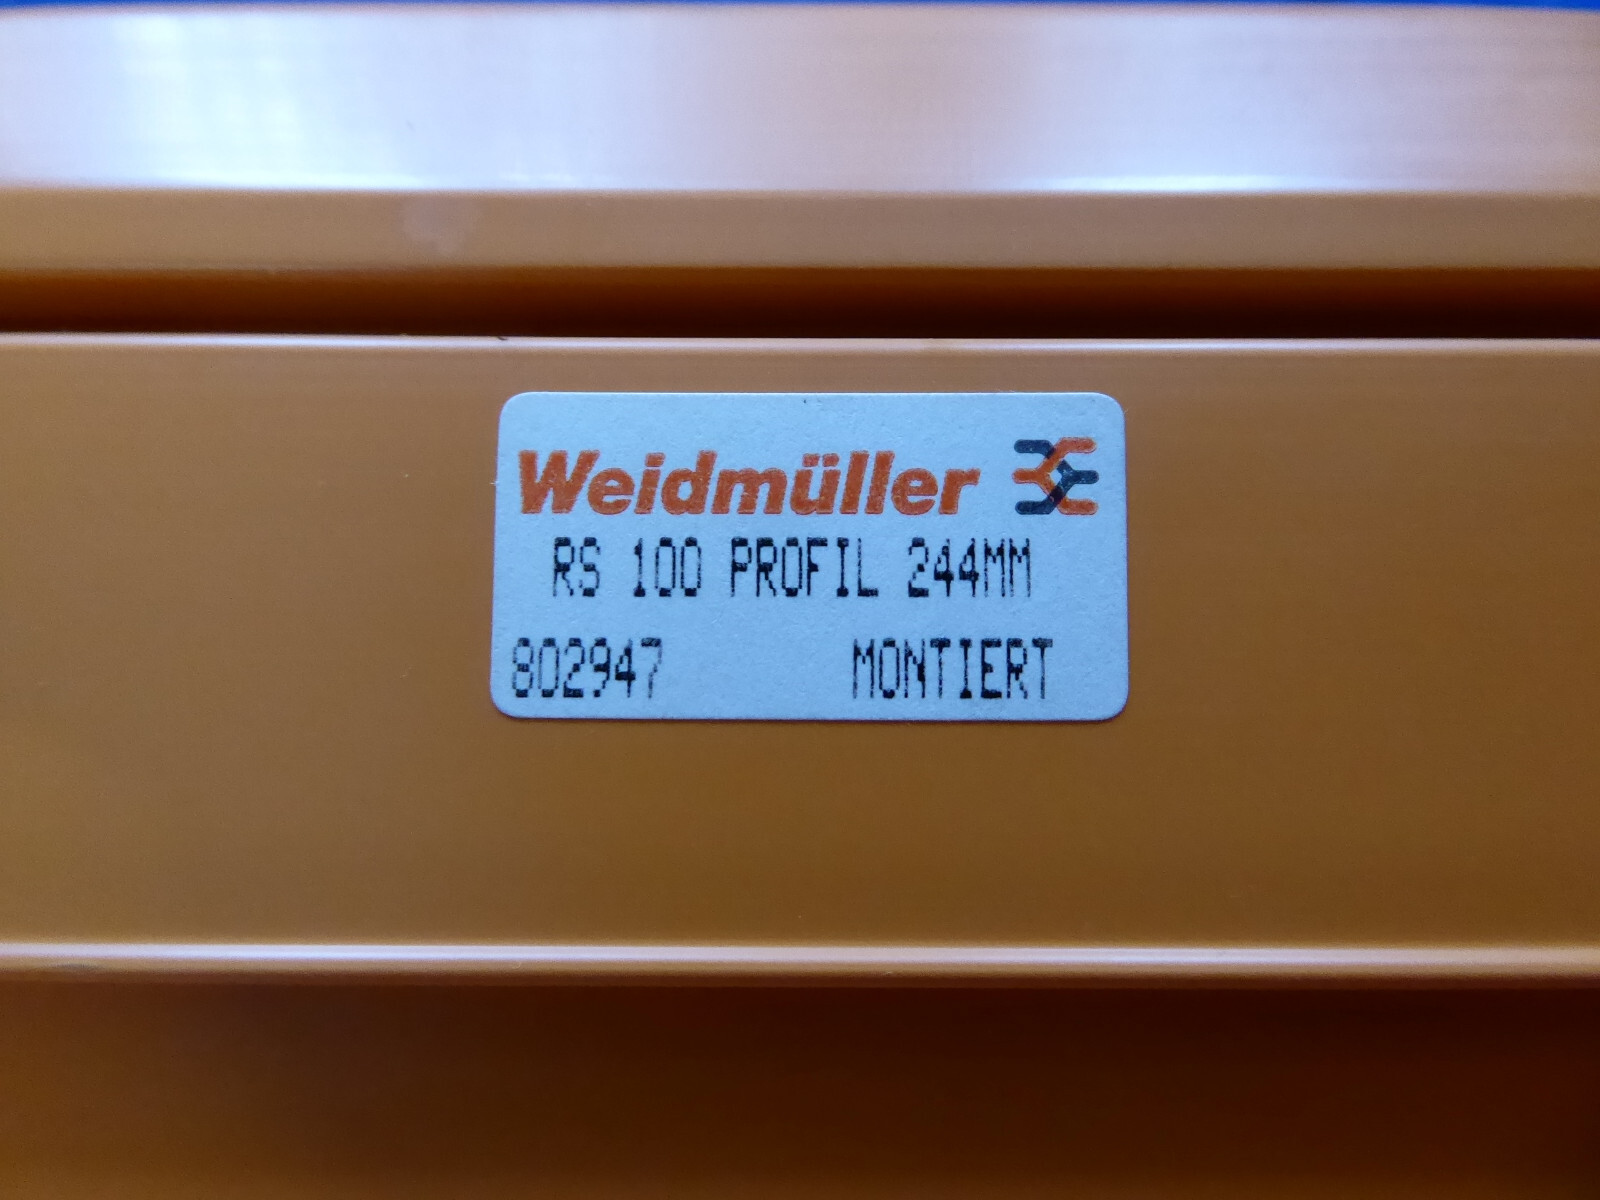 Weidmüller
RS 100 PROFIL 244MM
802947 MONTIERT